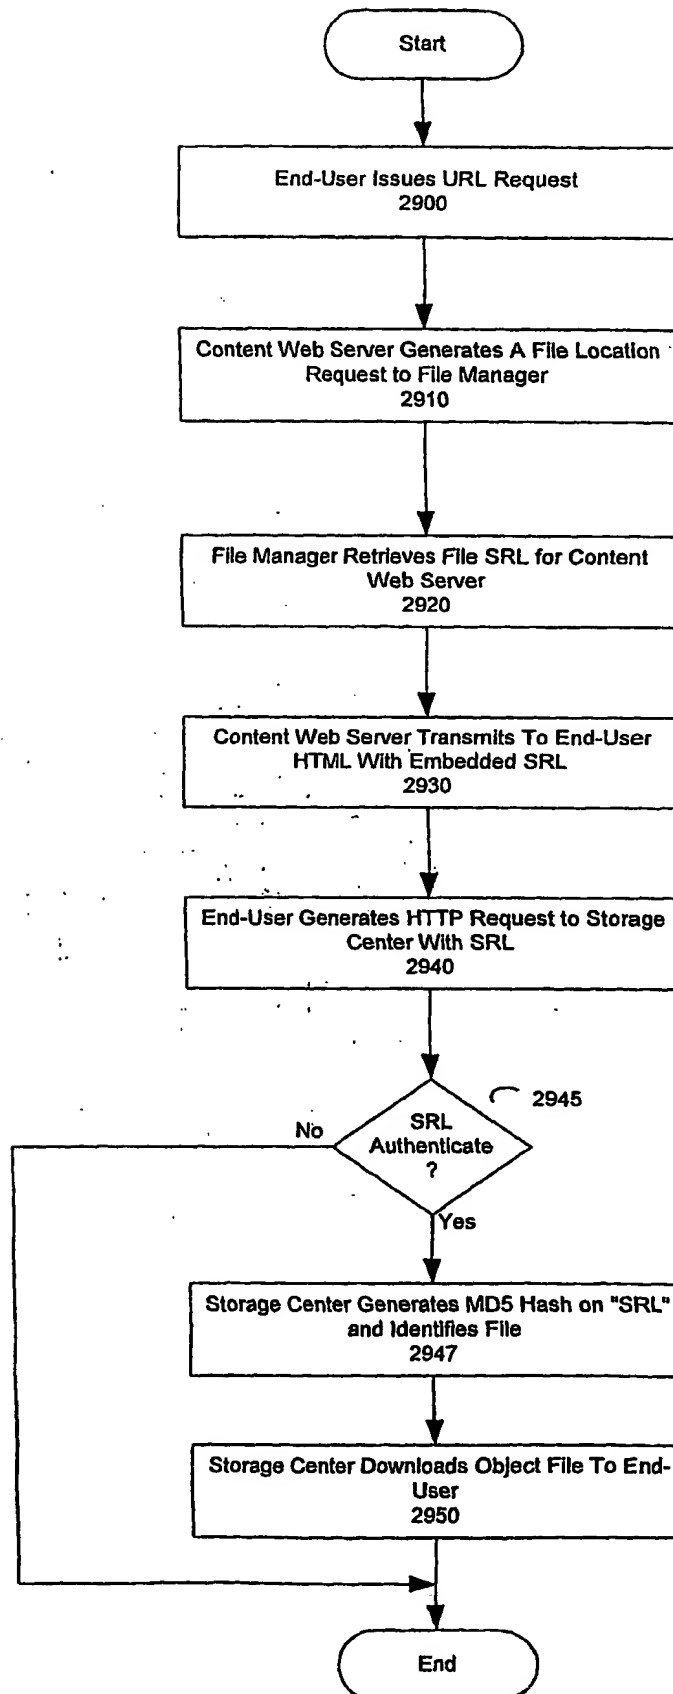 Start
End-User Issues URL Request
2900
Content Web Server Generates A File Location
Request to File Manager
2910
File Manager Retrieves File SRL for Content
Web Server
2920
Content Web Server Transmits To End-User
HTML With Embedded SRL
2930
End-User Generates HTTP Request to Storage
Center With SRL
2940
2945
SRL
Authenticate
?
No
Yes
Storage Center Generates MD5 Hash on "SRL"
and Identifies File
2947
Storage Center Downloads Object File To End-
User
2950
End